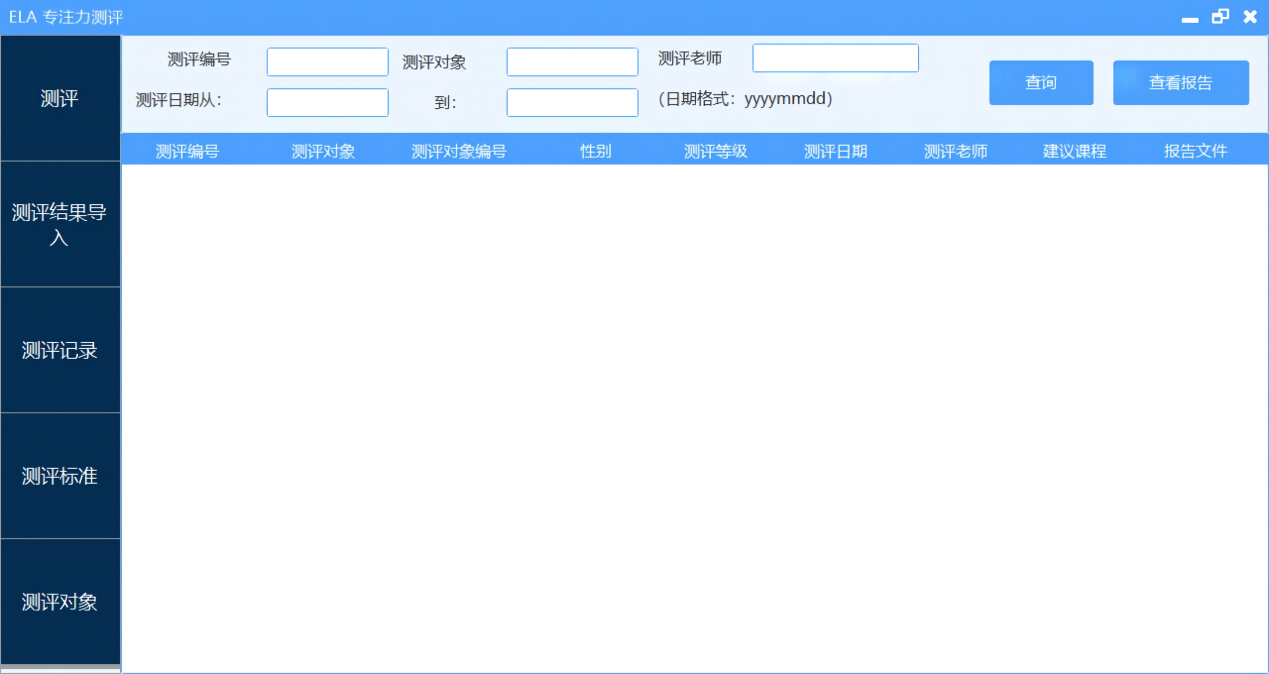 ELA 专注力测评
测评编号 测评对象 测评老师
测评日期从： 到： (日期格式：yyyymmdd)
查询 查看报告
测评编号 测评对象 测评对象编号 性别 测评等级 测评日期 测评老师 建议课程 报告文件
测评
测评结果导
入
测评记录
测评标准
测评对象